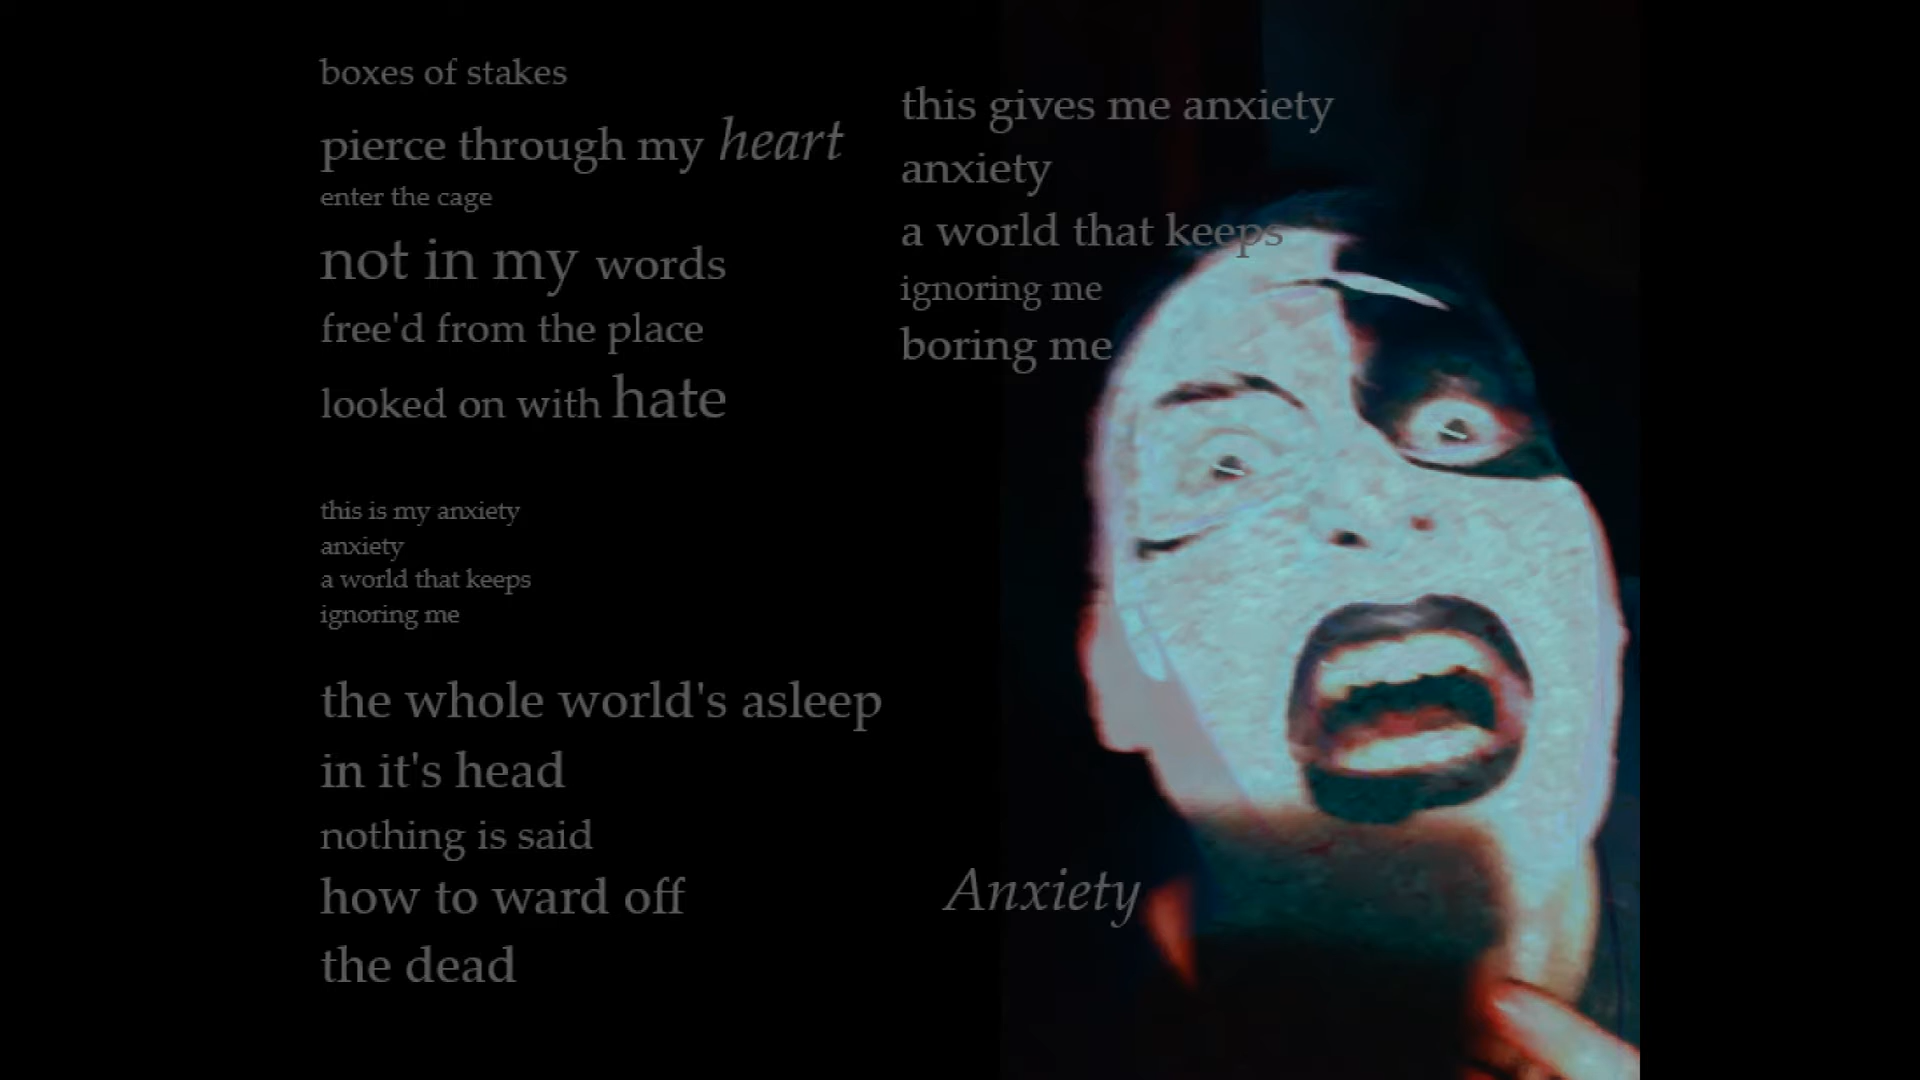 boxes of stakes
pierce through my heart
enter the cage
not in my words
free'd from the place
looked on with hate
this is my anxiety
anxiety
a world that keeps
ignoring me
the whole world's asleep
in it's head
nothing is said
how to ward off
the dead
this gives me anxiety
anxiety
a world that keeps
ignoring me
boring me
Anxiety